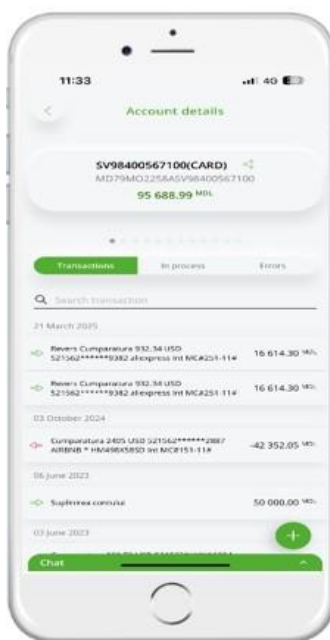 11:33
4G
Account details
SV98400567100(CARD)
MD79MO2258ASV98400567100
95 688.99 MDL
Transactions In process Errors
Search transaction
21 March 2025
Revers Cumparatura 932.34 USD
521562******9382 aliexpress Int MC#251-11#
16 614.30 MDL
Revers Cumparatura 932.34 USD
521562******9382 aliexpress Int MC#251-11#
16 614.30 MDL
03 October 2024
Cumparatura 2405 USD 521562******2887
AIRBNB * HM498X58SD Int MC#151-11#
-42 352.05 MDL
06 June 2023
Suplinirea contului
50 000.00 MDL
03 June 2023
Chat